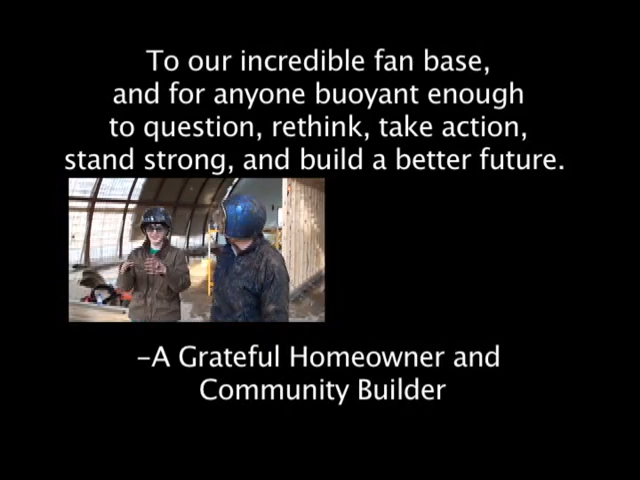 To our incredible fan base,
and for anyone buoyant enough
to question, rethink, take action,
stand strong, and build a better future.
-A Grateful Homeowner and
Community Builder